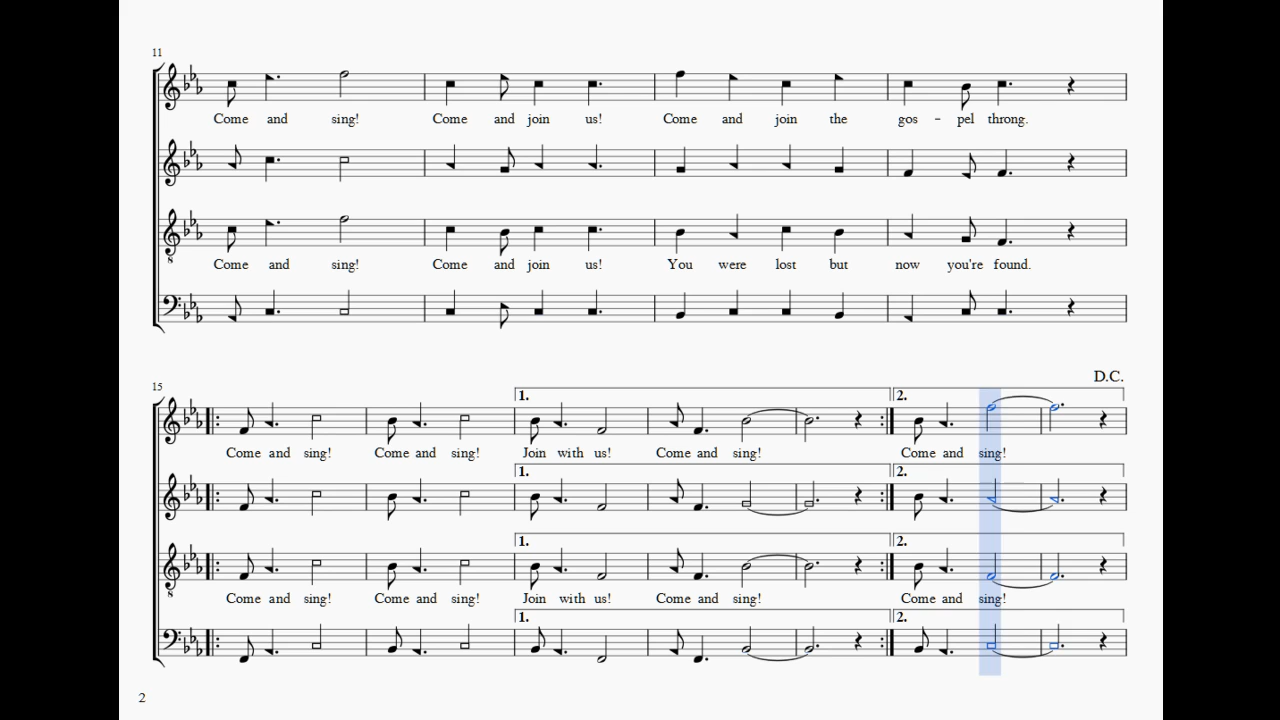 11
Come and sing! Come and join us! Come and join the gos - pel throng.
Come and sing! Come and join us! You were lost but now you're found.
D.C.
15
1. 2.
Come and sing! Come and sing! Join with us! Come and sing! Come and sing!
1. 2.
1. 2.
Come and sing! Come and sing! Join with us! Come and sing! Come and sing!
1. 2.
2